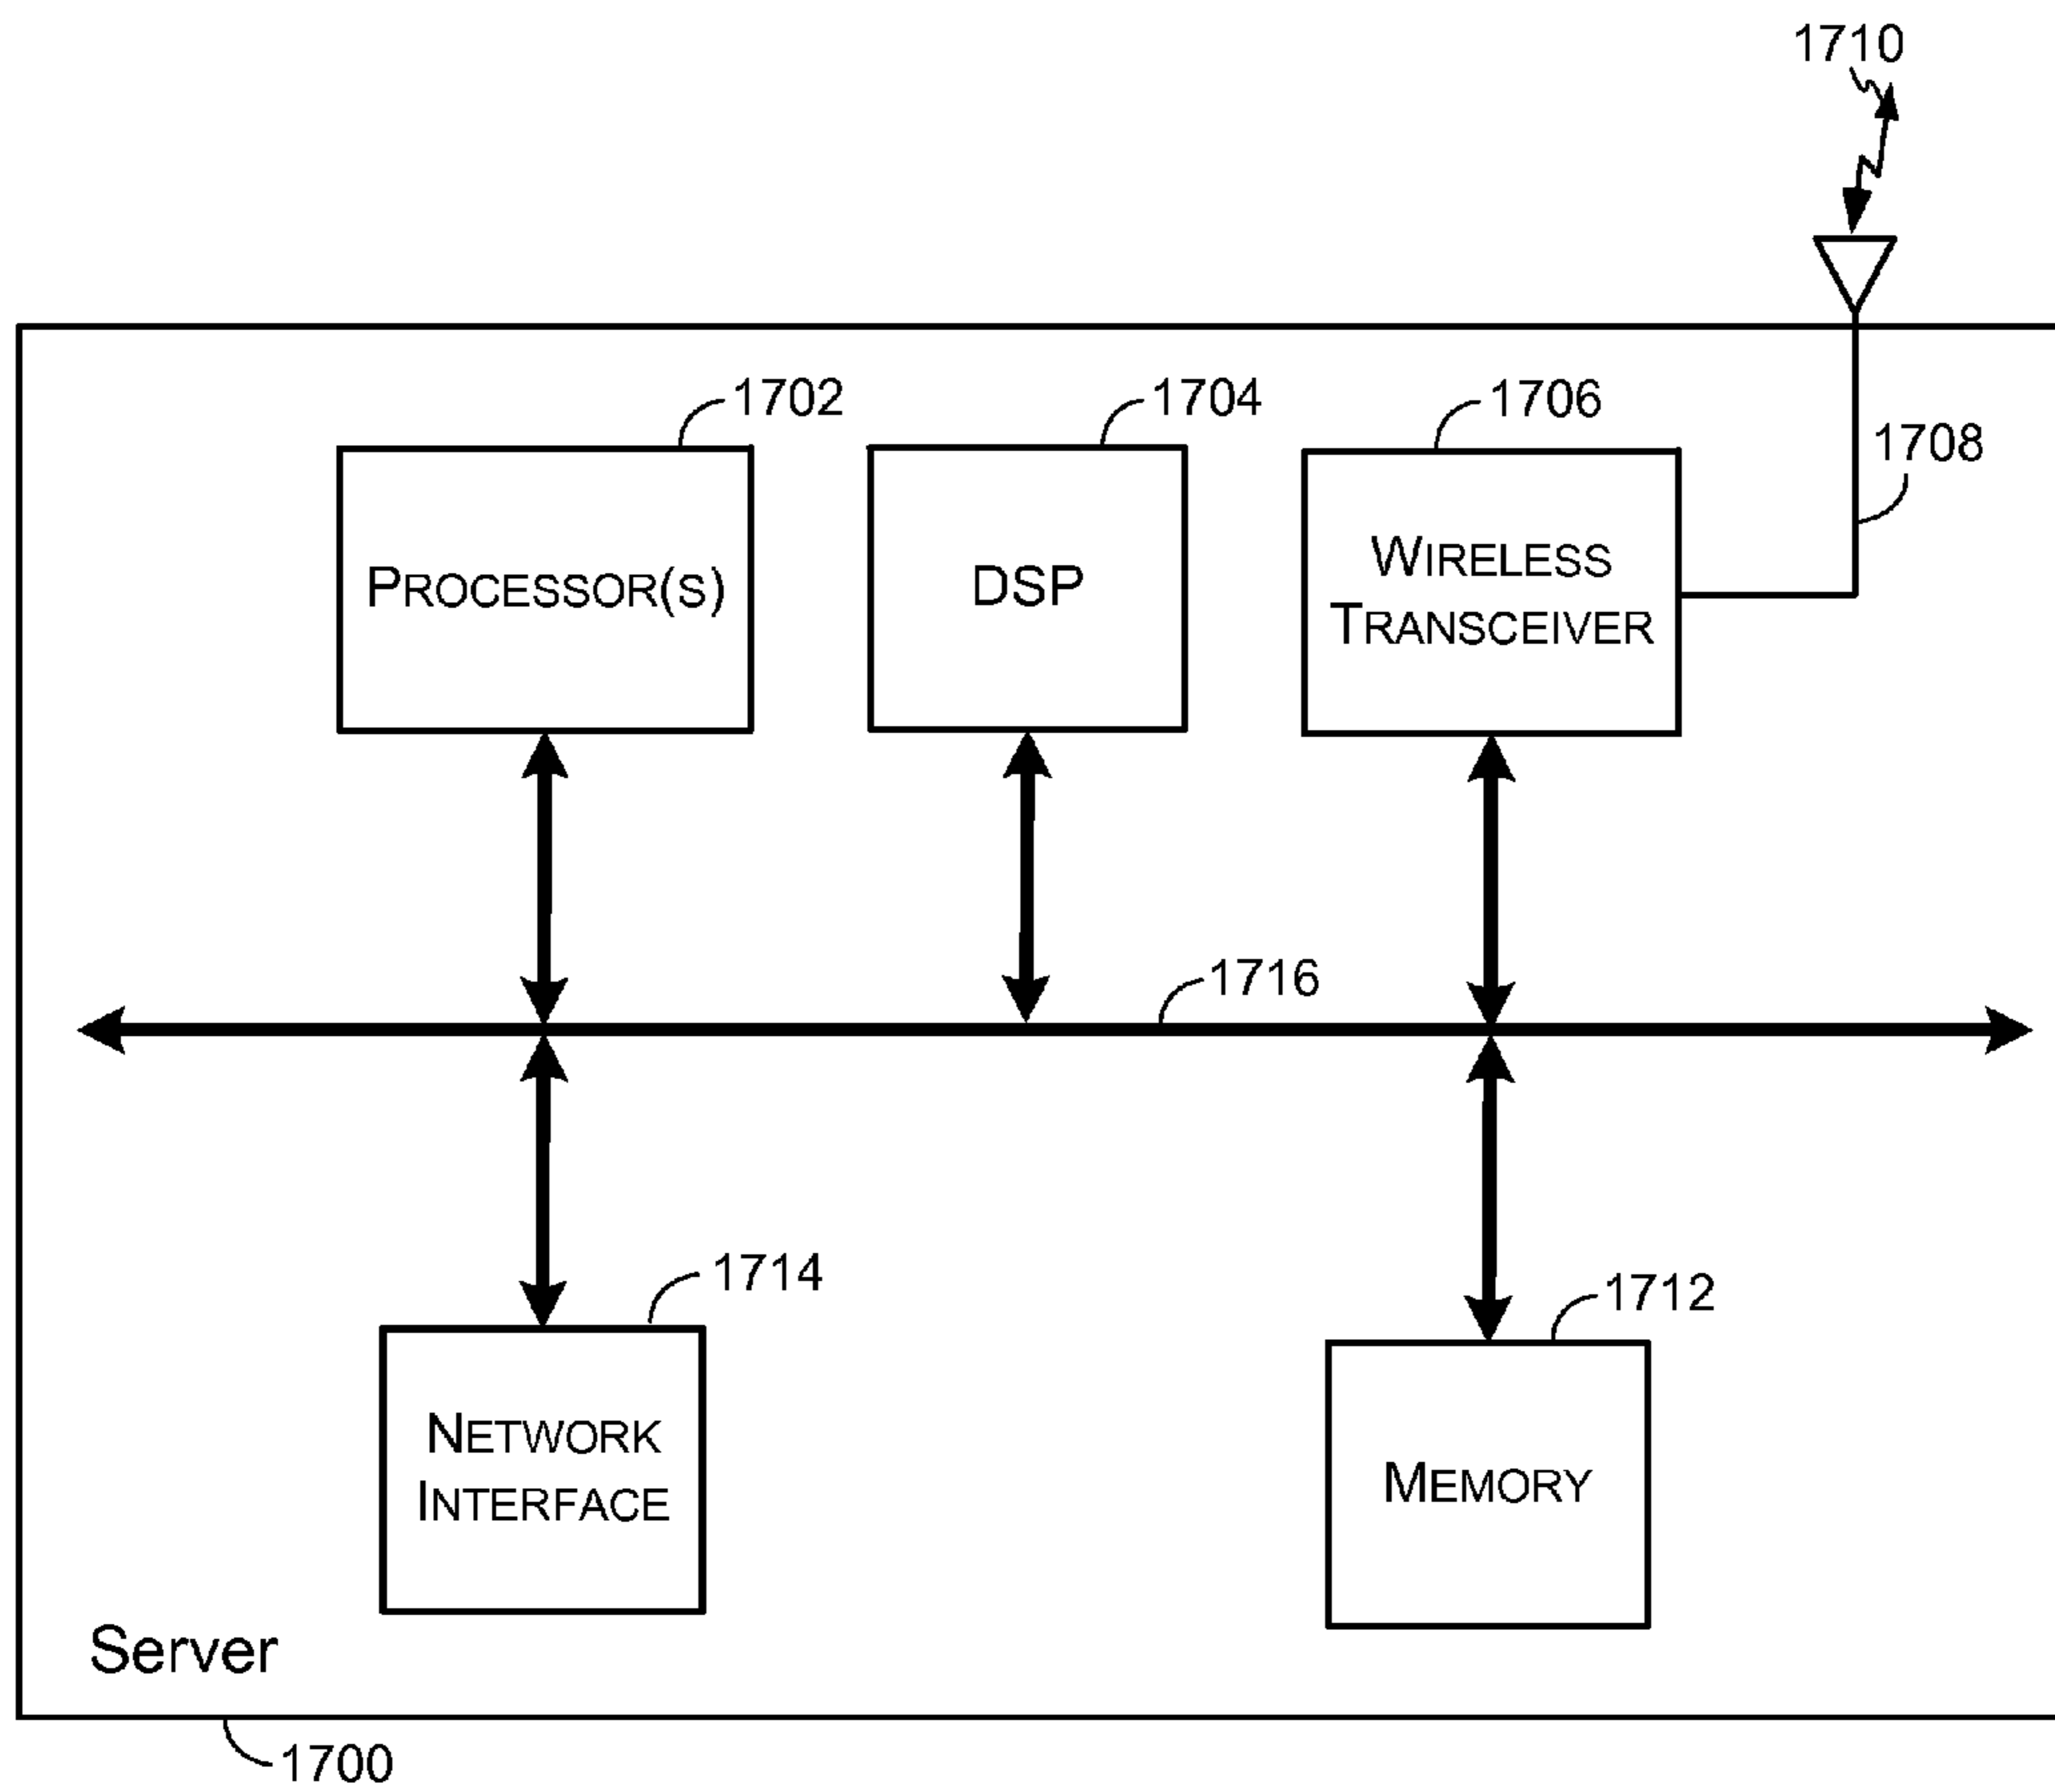 1710
1702
1704
1706
1708
PROCESSOR(S)
DSP
WIRELESS
TRANSCEIVER
1716
1714
1712
NETWORK
INTERFACE
MEMORY
Server
1700